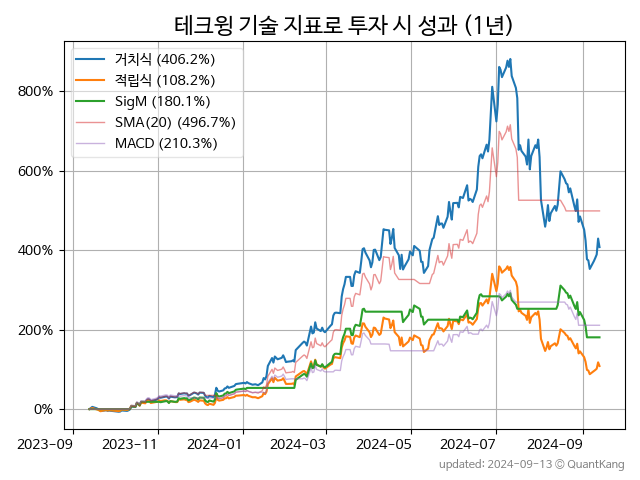 테크윙 기술 지표로 투자 시 성과 (1년)
거치식 (406.2%)
적립식 (108.2%)
SigM (180.1%)
SMA(20) (496.7%)
MACD (210.3%)
800%
600%
400%
200%
0%
2023-09 2023-11 2024-01 2024-03 2024-05 2024-07 2024-09
updated: 2024-09-13 ⓒ QuantKang